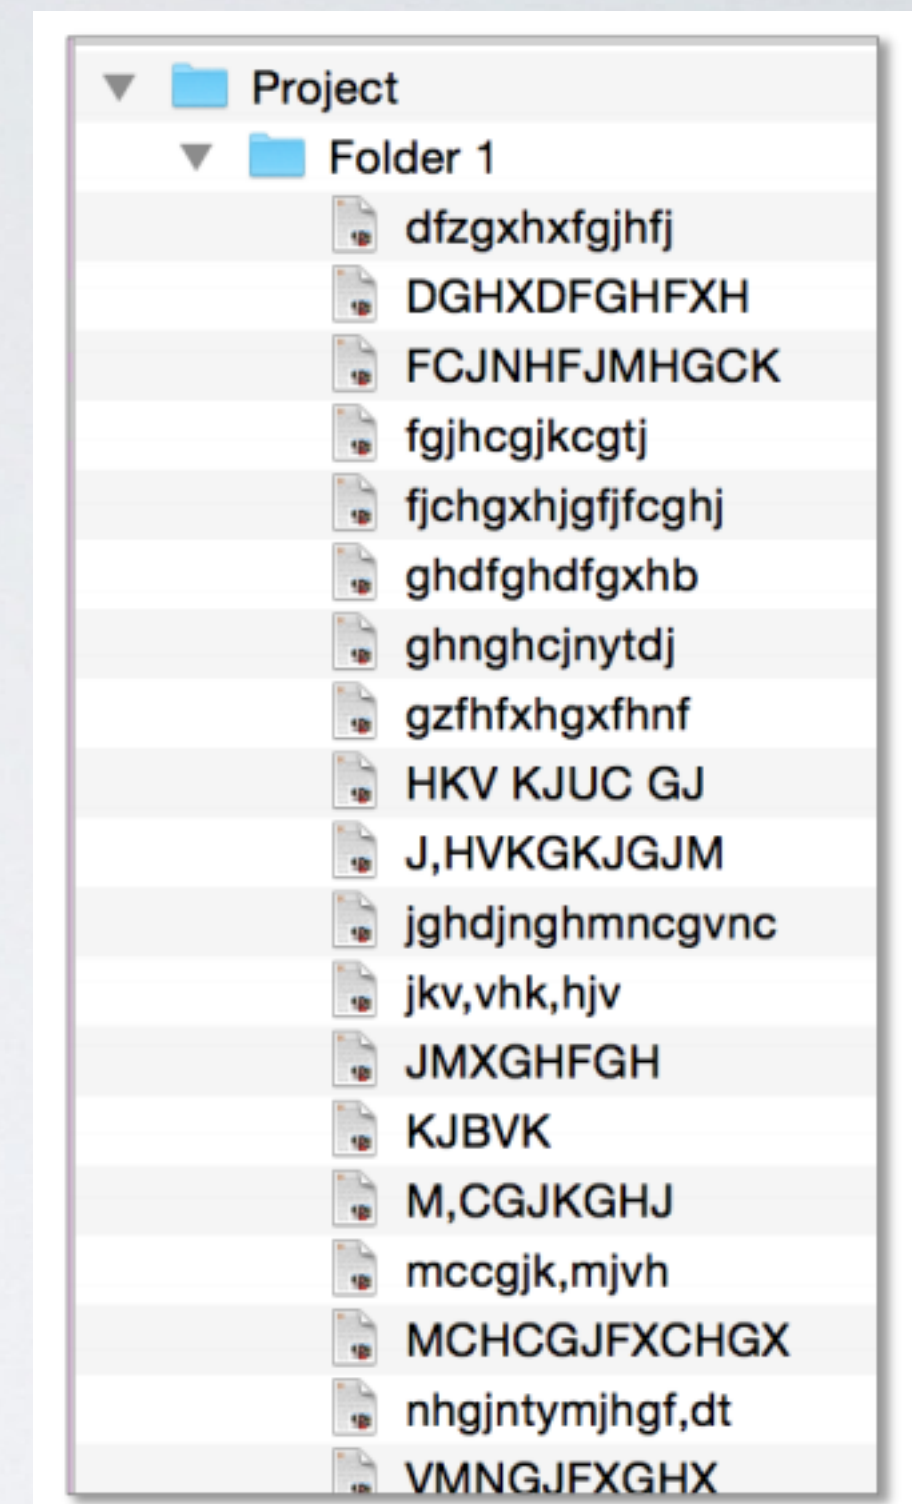 Project
Folder 1
dfzgxhxfgjhfj
DGHXDFGHFXH
FCJNHFJMHGCK
fgjhcgjkcgtj
fjchgxhjgfjfcghj
ghdfghdfgxhb
ghnghcjnytdj
gzfhfxhgxfhnf
HKV KJUC GJ
J,HVKGKJGJM
jghdjnghmncgvnc
jkv,vhk,hjv
JMXGHFGH
KJBVK
M,CGJKGHJ
mccgjk,mjvh
MCHCGJFXCHGX
nhgjntymjhgf,dt
VMNGJFXGHX